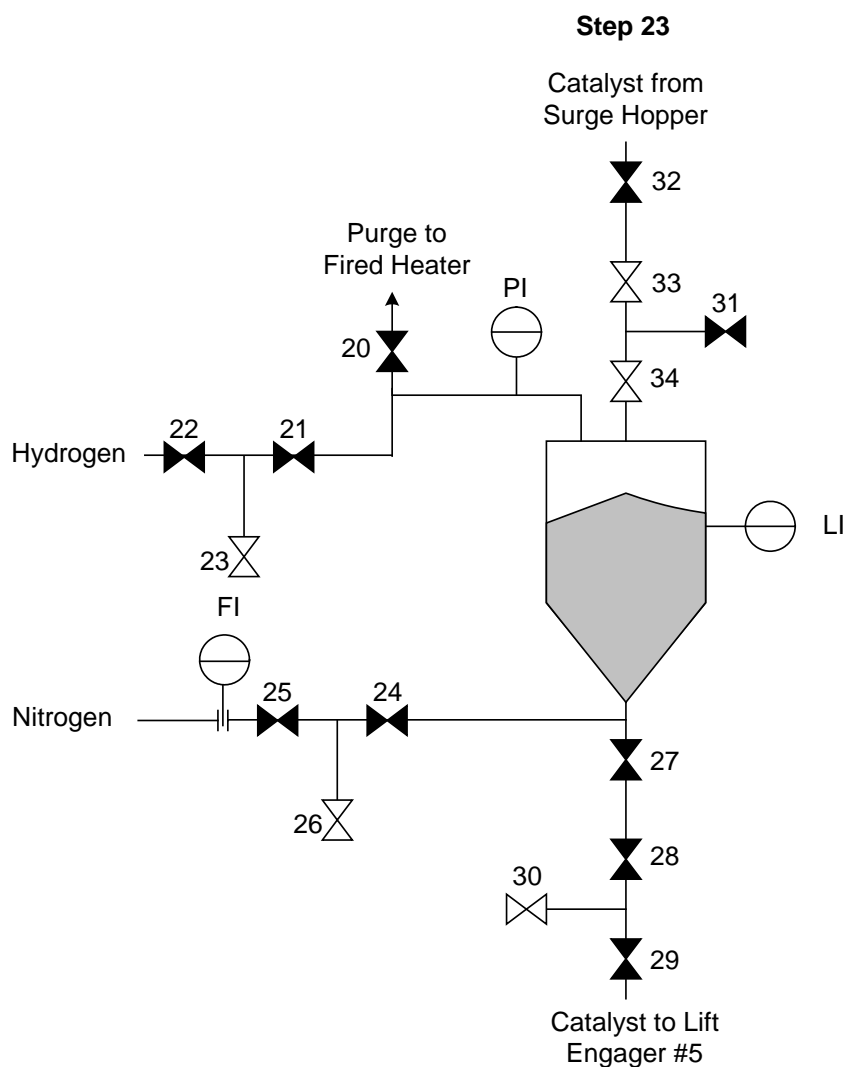 Step 23
Catalyst from
Surge Hopper
32
Purge to
Fired Heater
PI
33
31
20
34
22
21
Hydrogen
LI
23
FI
25
24
Nitrogen
27
26
28
30
29
Catalyst to Lift
Engager #5